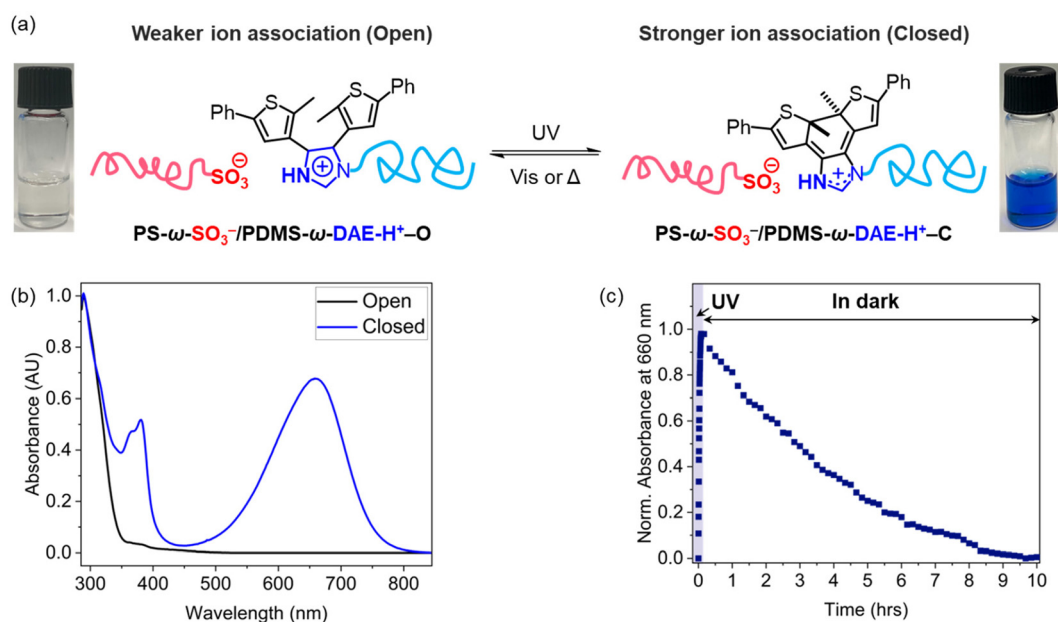 (a)
Weaker ion association (Open)
Stronger ion association (Closed)
Ph S S Ph
Ph S S Ph
UV
Vis or Δ
SO3⊖
HN + N
SO3⊖
HN + N
PS-ω-SO3⁻/PDMS-ω-DAE-H⁺–O
PS-ω-SO3⁻/PDMS-ω-DAE-H⁺–C
(b)
Absorbance (AU)
1.0
0.8
0.6
0.4
0.2
0.0
300 400 500 600 700 800
Wavelength (nm)
Open
Closed
(c)
UV
In dark
Norm. Absorbance at 660 nm
1.0
0.8
0.6
0.4
0.2
0.0
0 1 2 3 4 5 6 7 8 9 10
Time (hrs)